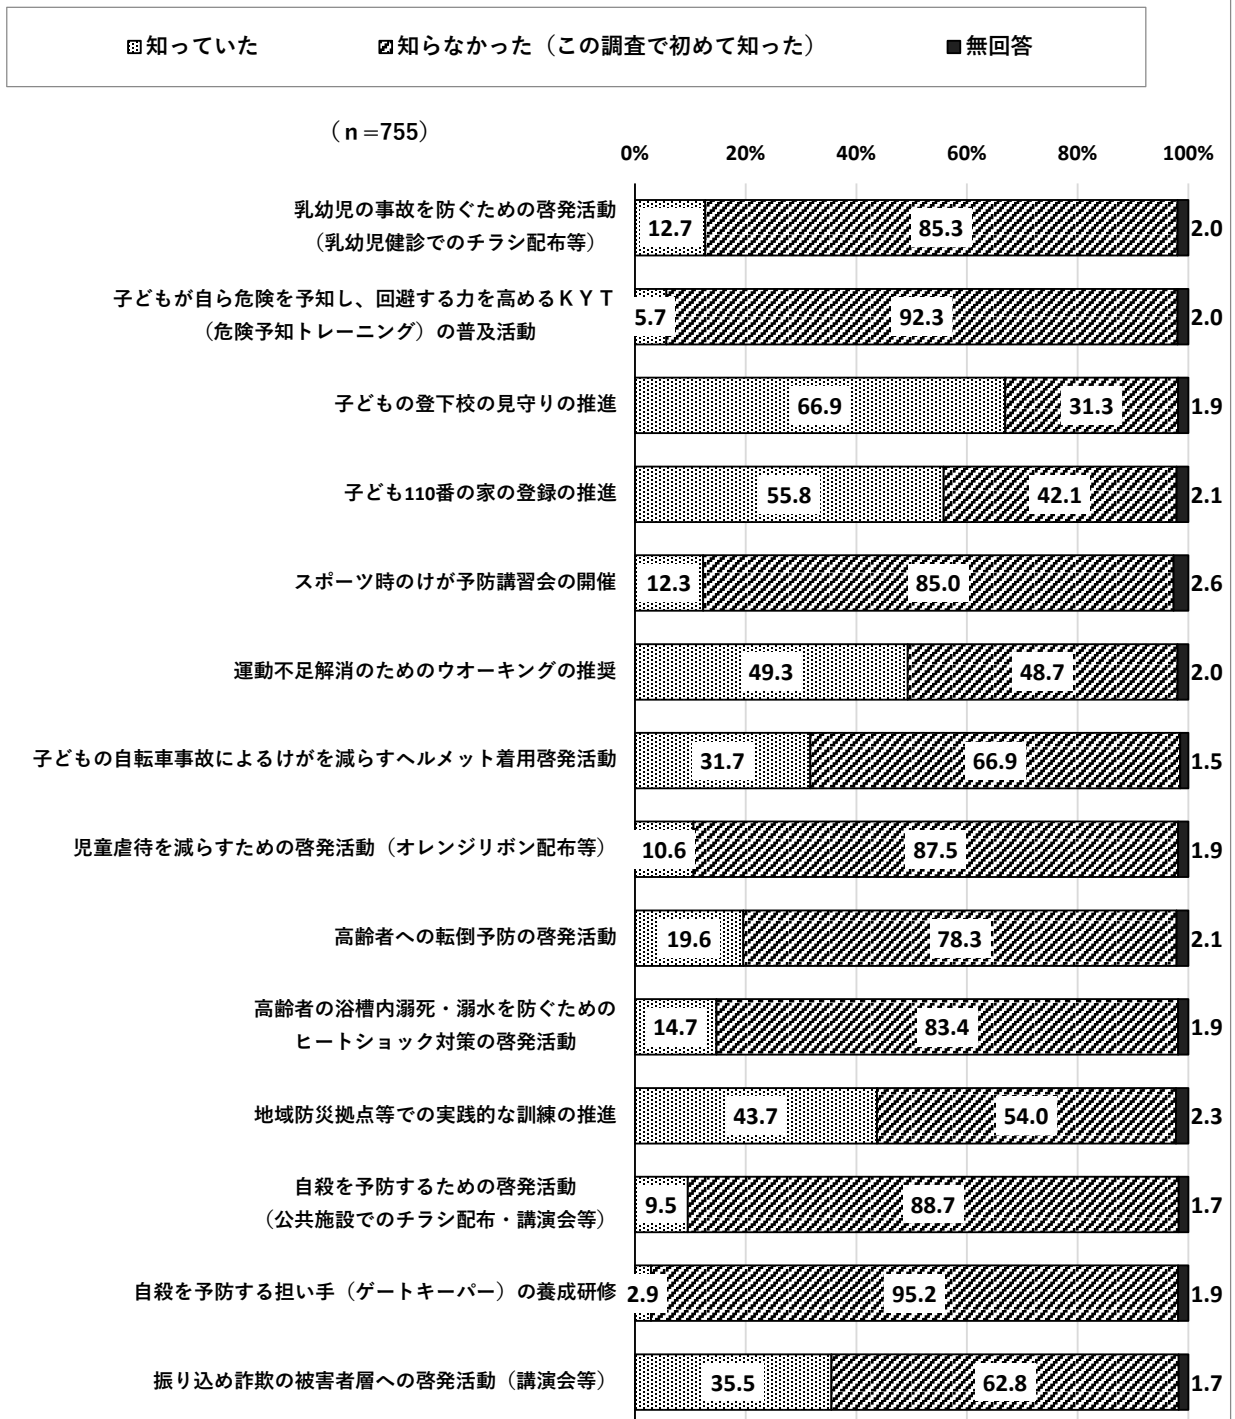 知っていた 知らなかった（この調査で初めて知った） 無回答
（ｎ＝755）
0% 20% 40% 60% 80% 100%
乳幼児の事故を防ぐための啓発活動
（乳幼児健診でのチラシ配布等）
12.7 85.3 2.0
子どもが自ら危険を予知し、回避する力を高めるＫＹＴ
（危険予知トレーニング）の普及活動
5.7 92.3 2.0
子どもの登下校の見守りの推進 66.9 31.3 1.9
子ども110番の家の登録の推進 55.8 42.1 2.1
スポーツ時のけが予防講習会の開催 12.3 85.0 2.6
運動不足解消のためのウオーキングの推奨 49.3 48.7 2.0
子どもの自転車事故によるけがを減らすヘルメット着用啓発活動 31.7 66.9 1.5
児童虐待を減らすための啓発活動（オレンジリボン配布等） 10.6 87.5 1.9
高齢者への転倒予防の啓発活動 19.6 78.3 2.1
高齢者の浴槽内溺死・溺水を防ぐための
ヒートショック対策の啓発活動
14.7 83.4 1.9
地域防災拠点等での実践的な訓練の推進 43.7 54.0 2.3
自殺を予防するための啓発活動
（公共施設でのチラシ配布・講演会等）
9.5 88.7 1.7
自殺を予防する担い手（ゲートキーパー）の養成研修 2.9 95.2 1.9
振り込め詐欺の被害者層への啓発活動（講演会等） 35.5 62.8 1.7